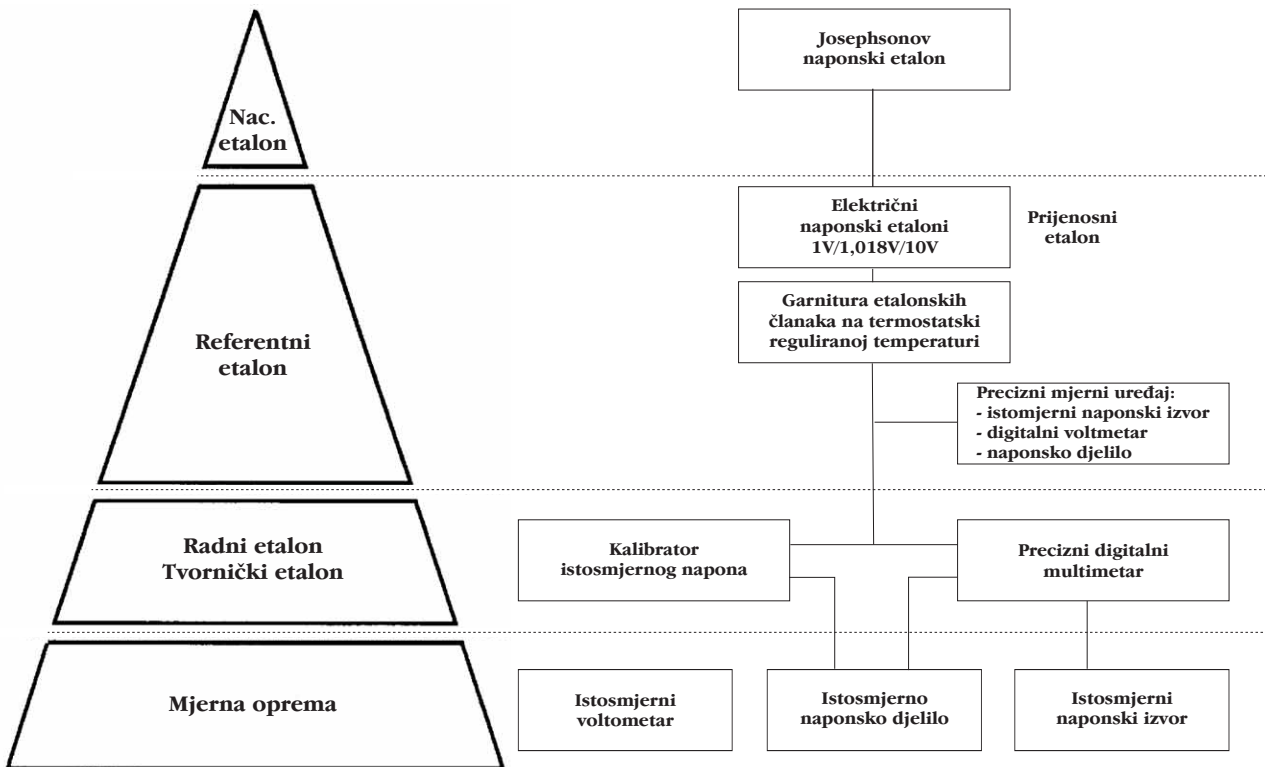 Nac.
etalon
Josephsonov
naponski etalon
Referentni
etalon
Elektrіčni
naponski etaloni
1V/1,018V/10V
Prijenosni
etalon
Garnitura etalonskih
članaka na termostatski
reguliranoj temperaturi
Precizni mjerni uređaj:
- istomjerni naponski izvor
- digitalni voltmetar
- naponsko djelilo
Radni etalon
Tvornički etalon
Kalibrator
istosmjernog napona
Precizni digitalni
multimetar
Mjerna oprema
Istosmjerni
voltometar
Istosmjerno
naponsko djelilo
Istosmjerni
naponski izvor